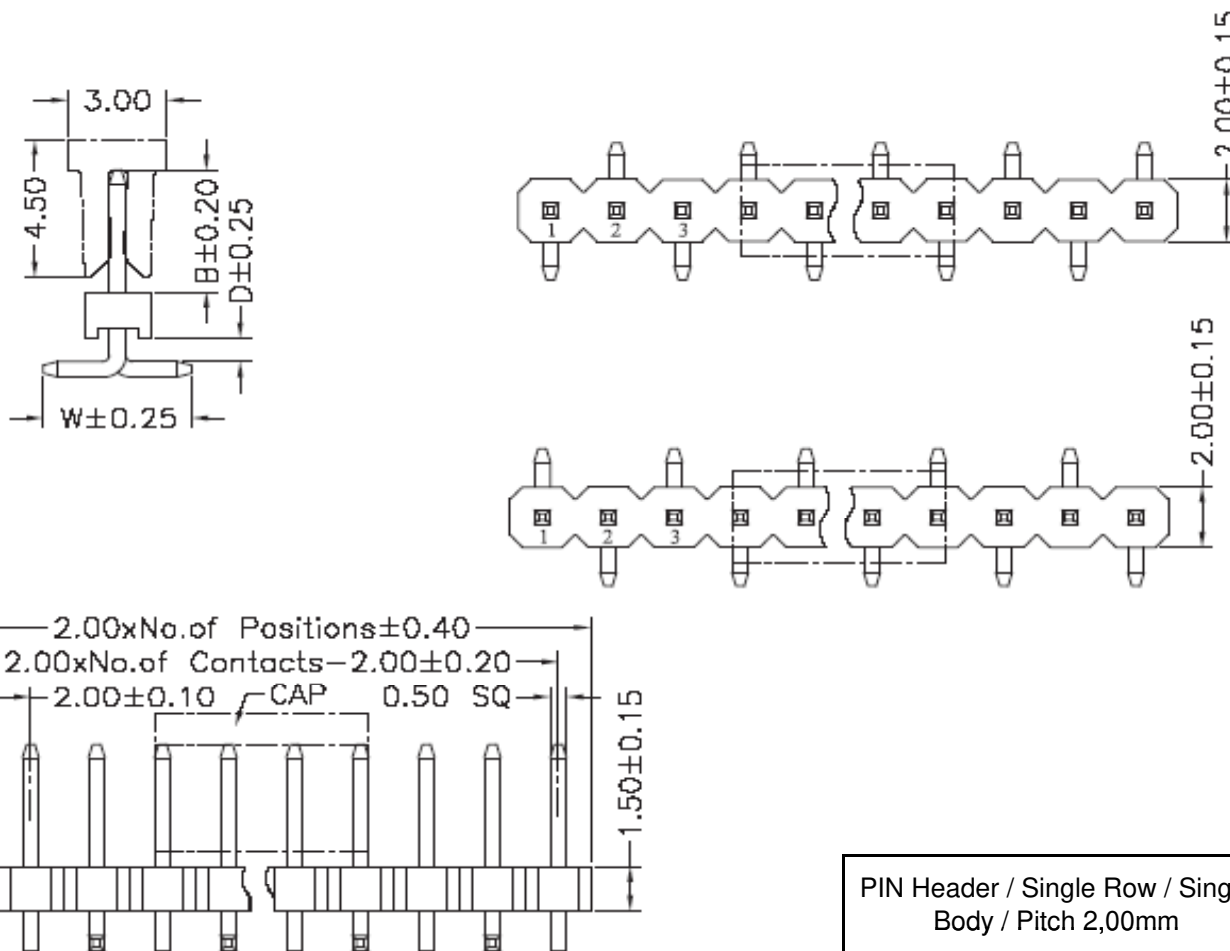 3.00
4.50
B±0.20
D±0.25
W±0.25
2.00±0.15
1 2 3
2.00±0.15
1 2 3
2.00xNo.of Positions±0.40
2.00xNo.of Contacts-2.00±0.20
2.00±0.10 CAP 0.50 SQ
1.50±0.15
PIN Header / Single Row / Sing
Body / Pitch 2,00mm